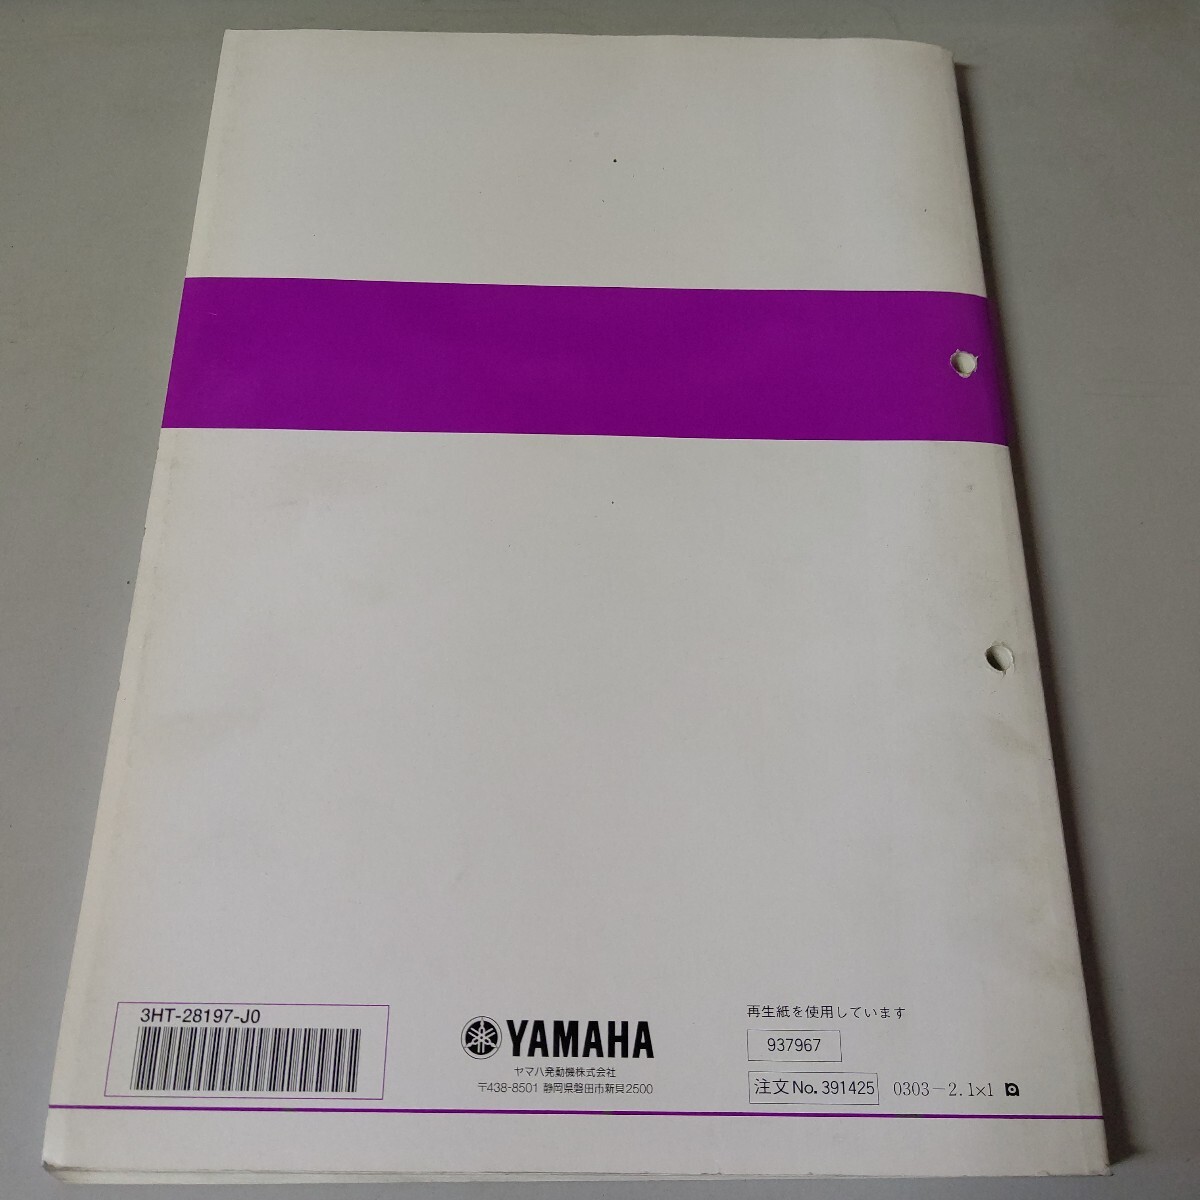 3HT-28197-J0
YAMAHA
ヤマハ発動機株式会社
〒438-8501 静岡県磐田市新貝2500
再生紙を使用しています
937967
注文No. 391425
0303-2.1×1